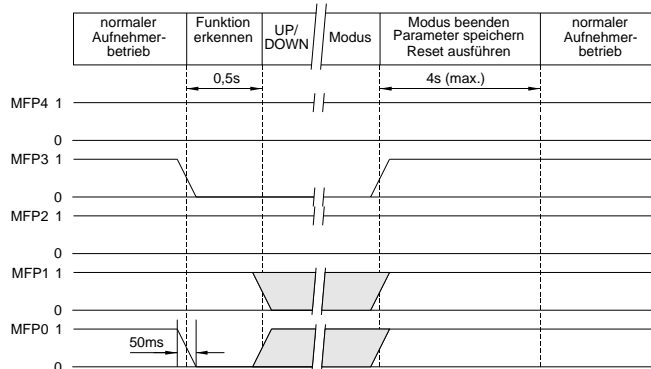 normaler
Aufnehmer-
betrieb
Funktion
erkennen
UP/
DOWN
Modus
Modus beenden
Parameter speichern
Reset ausführen
normaler
Aufnehmer-
betrieb
0,5s
4s (max.)
MFP4 1
0
MFP3 1
0
MFP2 1
0
MFP1 1
0
MFP0 1
50ms
0